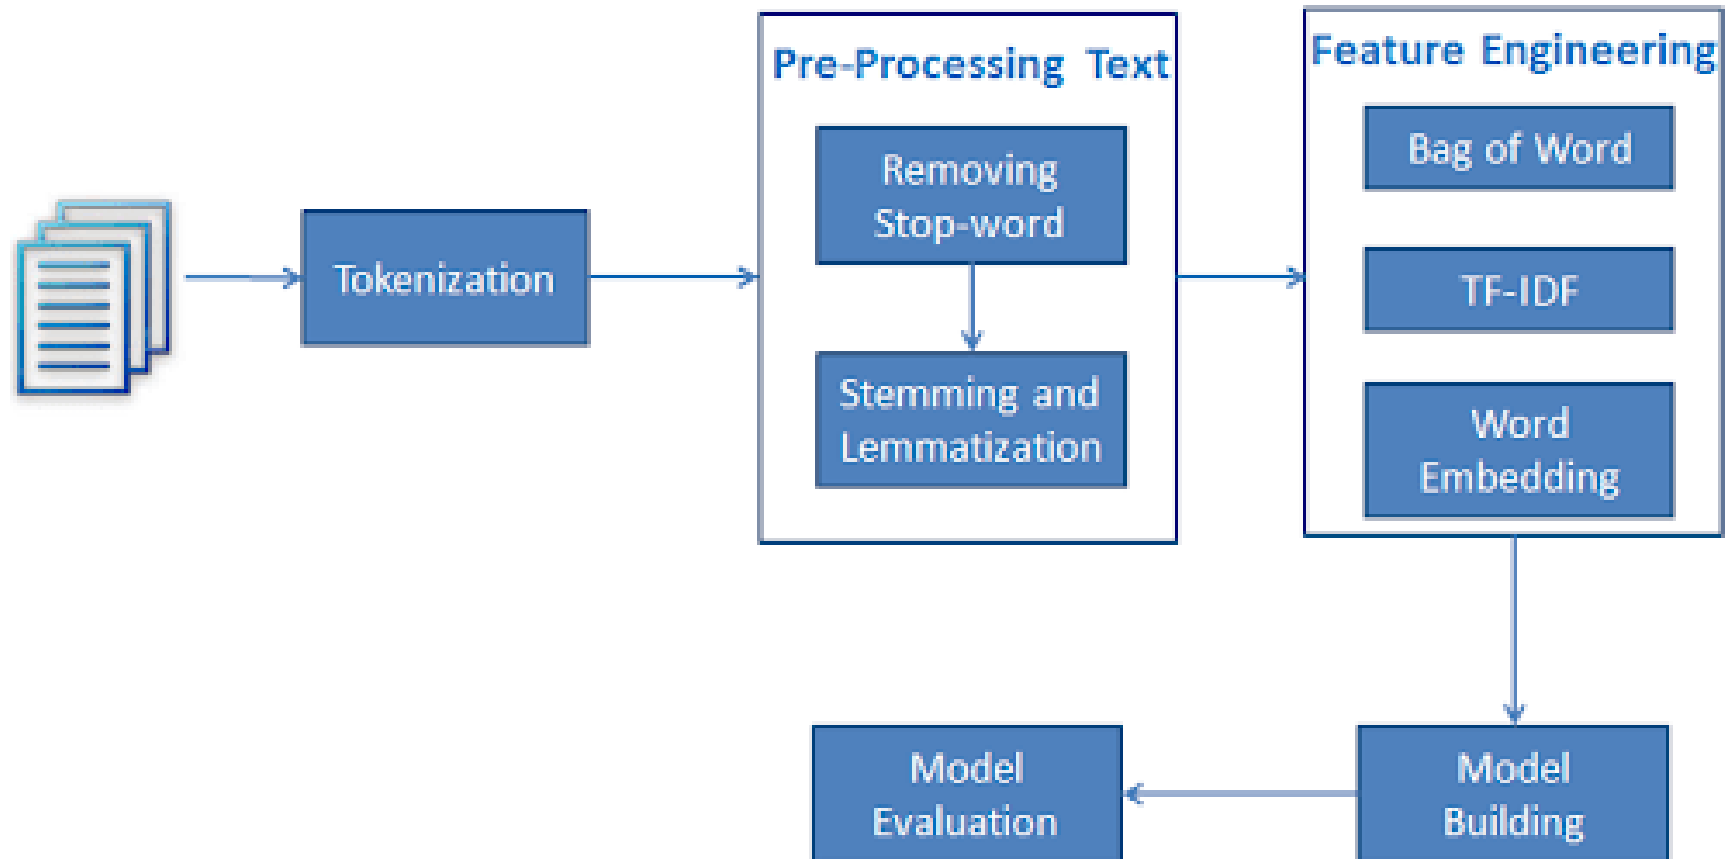 Tokenization
Pre-Processing Text
Removing
Stop-word
Stemming and
Lemmatization
Feature Engineering
Bag of Word
TF-IDF
Word
Embedding
Model
Building
Model
Evaluation